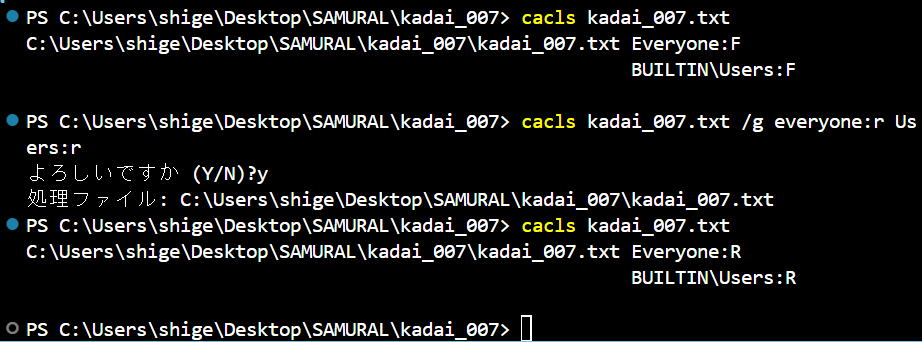 PS C:\Users\shige\Desktop\SAMURAL\kadai_007> cacls kadai_007.txt
C:\Users\shige\Desktop\SAMURAL\kadai_007\kadai_007.txt Everyone:F
BUILTIN\Users:F
PS C:\Users\shige\Desktop\SAMURAL\kadai_007> cacls kadai_007.txt /g everyone:r Us
ers:r
よろしいですか (Y/N)?y
処理ファイル: C:\Users\shige\Desktop\SAMURAL\kadai_007\kadai_007.txt
PS C:\Users\shige\Desktop\SAMURAL\kadai_007> cacls kadai_007.txt
C:\Users\shige\Desktop\SAMURAL\kadai_007\kadai_007.txt Everyone:R
BUILTIN\Users:R
PS C:\Users\shige\Desktop\SAMURAL\kadai_007>